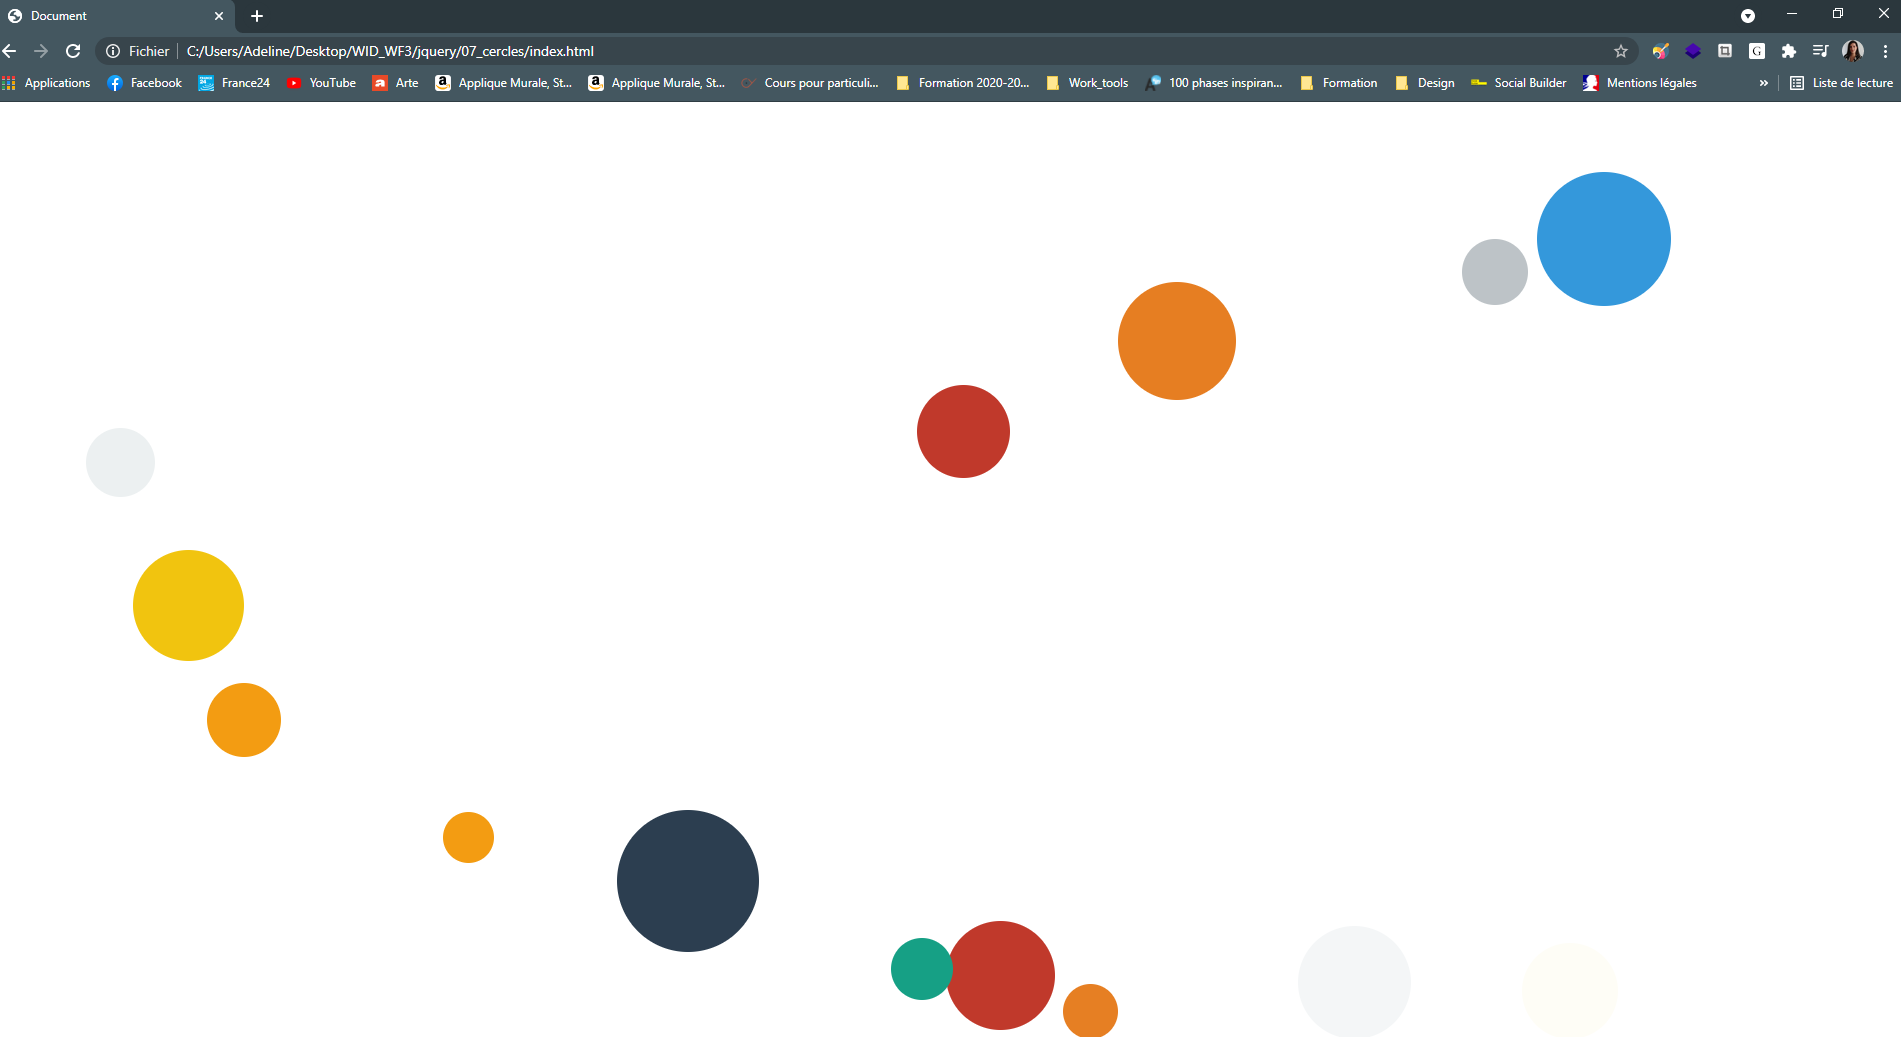 Document
Fichier C:/Users/Adeline/Desktop/WID_WF3/jquery/07_cercles/index.html G
Applications Facebook France24 YouTube Arte Applique Murale, St... Applique Murale, St... Cours pour particuli... Formation 2020-20... Work_tools 100 phases inspiran... Formation Design Social Builder Mentions légales » Liste de lecture